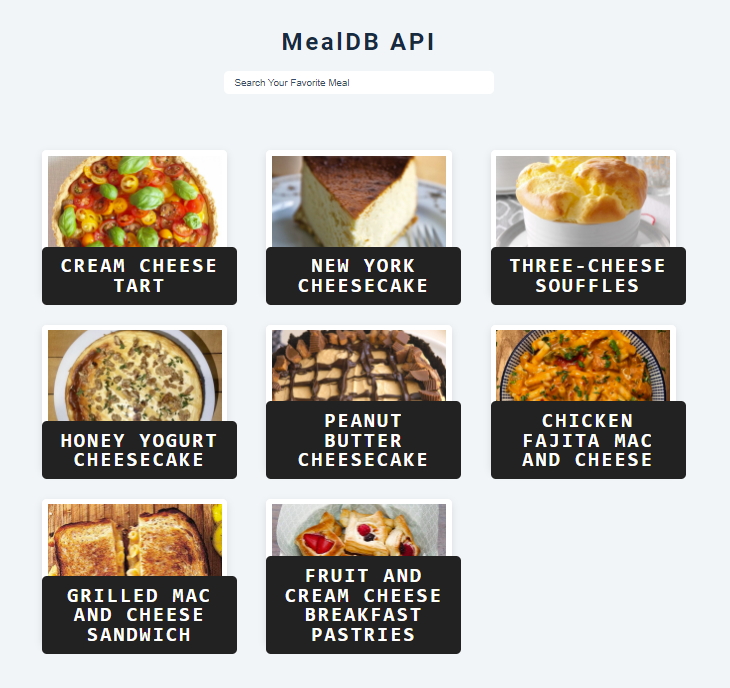 MealDB API
Search Your Favorite Meal
CREAM CHEESE
TART
NEW YORK
CHEESECAKE
THREE-CHEESE
SOUFFLES
HONEY YOGURT
CHEESECAKE
PEANUT
BUTTER
CHEESECAKE
CHICKEN
FAJITA MAC
AND CHEESE
GRILLED MAC
AND CHEESE
SANDWICH
FRUIT AND
CREAM CHEESE
BREAKFAST
PASTRIES